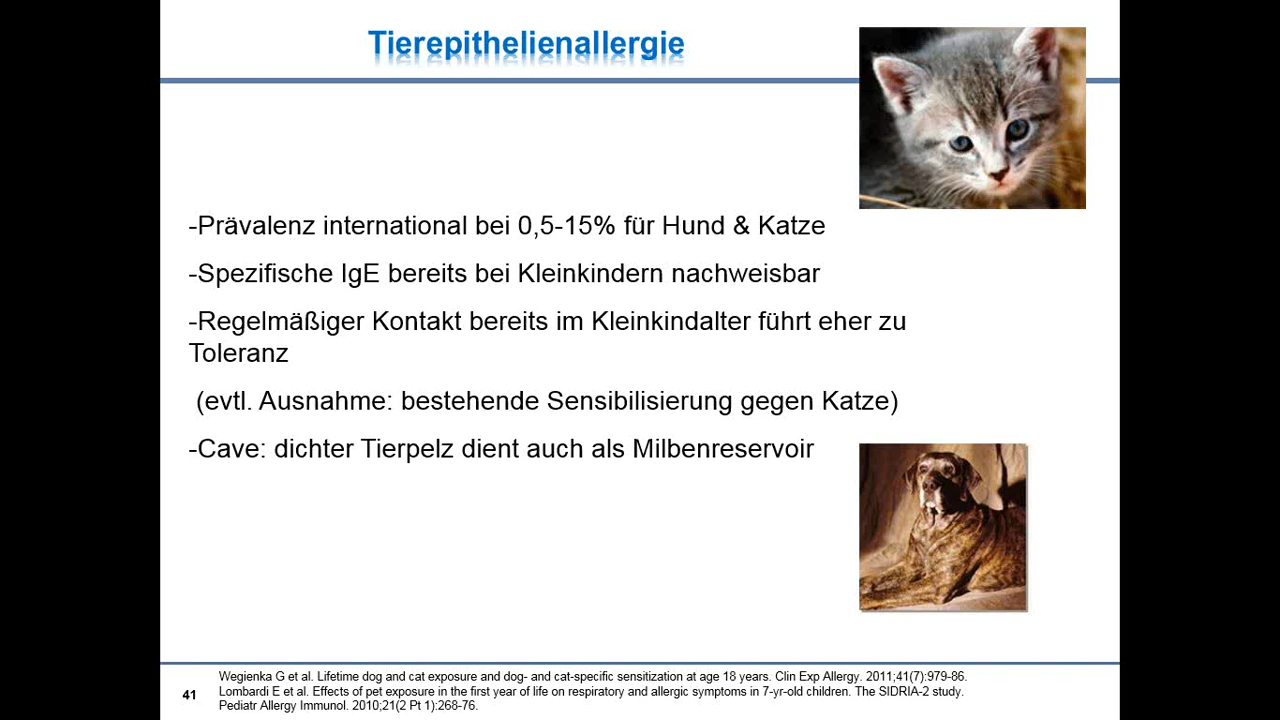 Tierepithelienallergie
-Prävalenz international bei 0,5-15% für Hund & Katze
-Spezifische IgE bereits bei Kleinkindern nachweisbar
-Regelmäßiger Kontakt bereits im Kleinkindalter führt eher zu
Toleranz
(evtl. Ausnahme: bestehende Sensibilisierung gegen Katze)
-Cave: dichter Tierpelz dient auch als Milbenreservoir
Wegienka G et al. Lifetime dog and cat exposure and dog- and cat-specific sensitization at age 18 years. Clin Exp Allergy. 2011;41(7):979-86.
41 Lombardi E et al. Effects of pet exposure in the first year of life on respiratory and allergic symptoms in 7-yr-old children. The SIDRIA-2 study.
Pediatr Allergy Immunol. 2010;21(2 Pt 1):268-76.